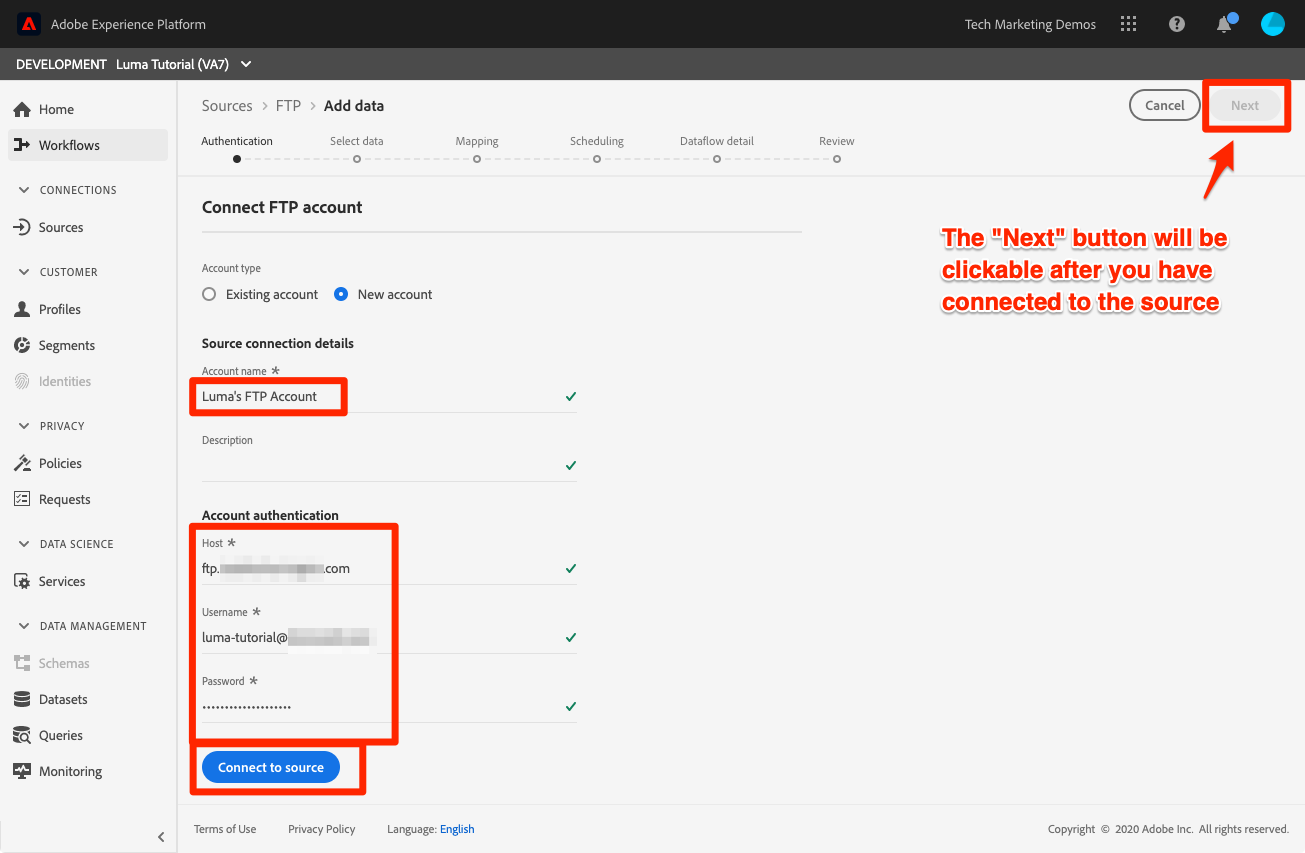 Adobe Experience Platform
Tech Marketing Demos
DEVELOPMENT Luma Tutorial (VA7)
Home
Workflows
CONNECTIONS
Sources
CUSTOMER
Profiles
Segments
Identities
PRIVACY
Policies
Requests
DATA SCIENCE
Services
DATA MANAGEMENT
Schemas
Datasets
Queries
Monitoring
Sources > FTP > Add data
Cancel
Next
Authentication Select data Mapping Scheduling Dataflow detail Review
The "Next" button will be
clickable after you have
connected to the source
Connect FTP account
Account type
Existing account New account
Source connection details
Account name *
Luma's FTP Account
Description
Account authentication
Host *
ftp. .com
Username *
luma-tutorial@
Password *
••••••••••••••••••••
Connect to source
Terms of Use Privacy Policy Language: English
Copyright © 2020 Adobe Inc. All rights reserved.